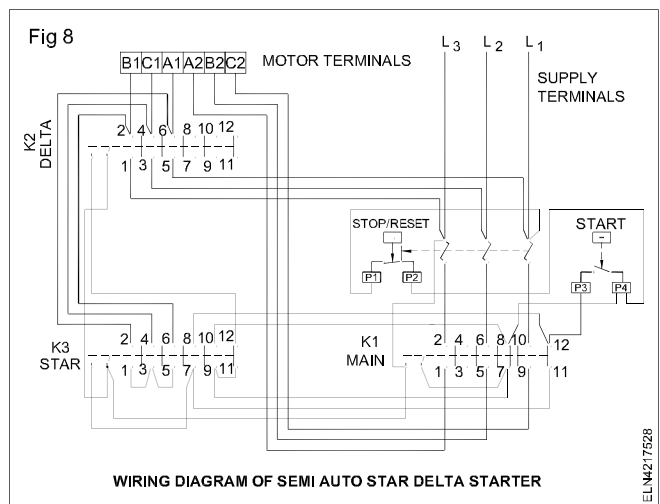 Fig 8
B1 C1 A1 A2 B2 C2
MOTOR TERMINALS
L3 L2 L1
SUPPLY
TERMINALS
K2
DELTA
2 4 6 8 10 12
1 3 5 7 9 11
STOP/RESET
P1 P2
START
P3 P4
K3
STAR
2 4 6 8 10 12
1 3 5 7 9 11
K1
MAIN
2 4 6 8 10 12
1 3 5 7 9 11
WIRING DIAGRAM OF SEMI AUTO STAR DELTA STARTER
ELN4217528